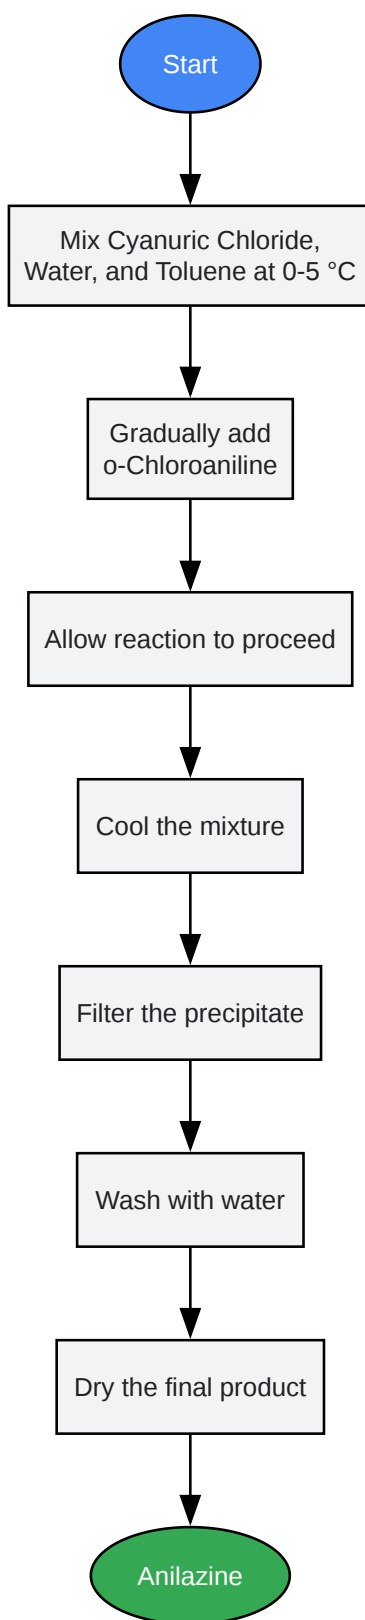 Start
Mix Cyanuric Chloride,
Water, and Toluene at 0-5 °C
Gradually add
o-Chloroaniline
Allow reaction to proceed
Cool the mixture
Filter the precipitate
Wash with water
Dry the final product
Anilazine